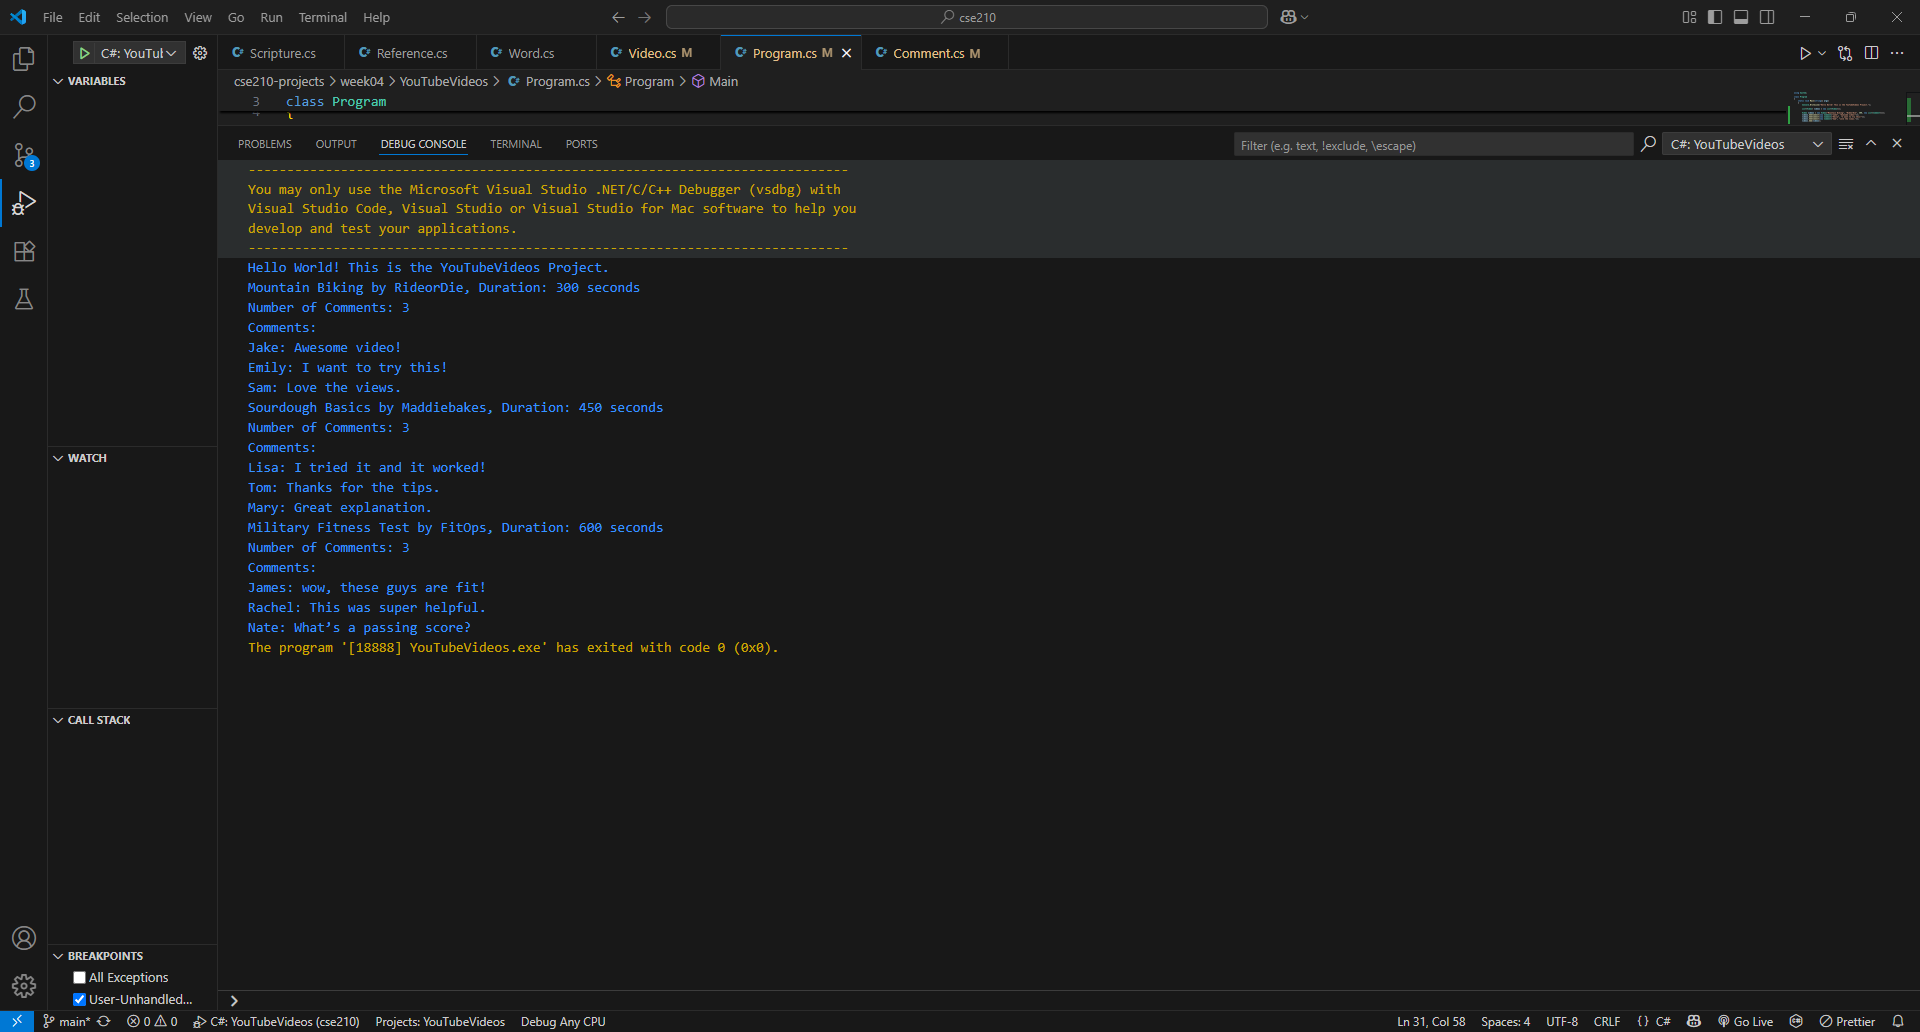 File Edit Selection View Go Run Terminal Help cse210
C#: YouTul Scripture.cs Reference.cs Word.cs Video.cs M Program.cs M Comment.cs M
VARIABLES
cse210-projects > week04 > YouTubeVideos > Program.cs > Program > Main
3 class Program
4 {
PROBLEMS OUTPUT DEBUG CONSOLE TERMINAL PORTS Filter (e.g. text, !exclude, \escape) C#: YouTubeVideos
------------------------------------------------------------------------------
You may only use the Microsoft Visual Studio .NET/C/C++ Debugger (vsdbg) with
Visual Studio Code, Visual Studio or Visual Studio for Mac software to help you
develop and test your applications.
------------------------------------------------------------------------------
Hello World! This is the YouTubeVideos Project.
Mountain Biking by RideorDie, Duration: 300 seconds
Number of Comments: 3
Comments:
Jake: Awesome video!
Emily: I want to try this!
Sam: Love the views.
Sourdough Basics by Maddiebakes, Duration: 450 seconds
Number of Comments: 3
Comments:
Lisa: I tried it and it worked!
Tom: Thanks for the tips.
Mary: Great explanation.
Military Fitness Test by FitOps, Duration: 600 seconds
Number of Comments: 3
Comments:
James: wow, these guys are fit!
Rachel: This was super helpful.
Nate: What’s a passing score?
The program '[18888] YouTubeVideos.exe' has exited with code 0 (0x0).
WATCH
CALL STACK
BREAKPOINTS
All Exceptions
User-Unhandled...
3
main* 0 0 C#: YouTubeVideos (cse210) Projects: YouTubeVideos Debug Any CPU Ln 31, Col 58 Spaces: 4 UTF-8 CRLF {} C# Go Live Prettier